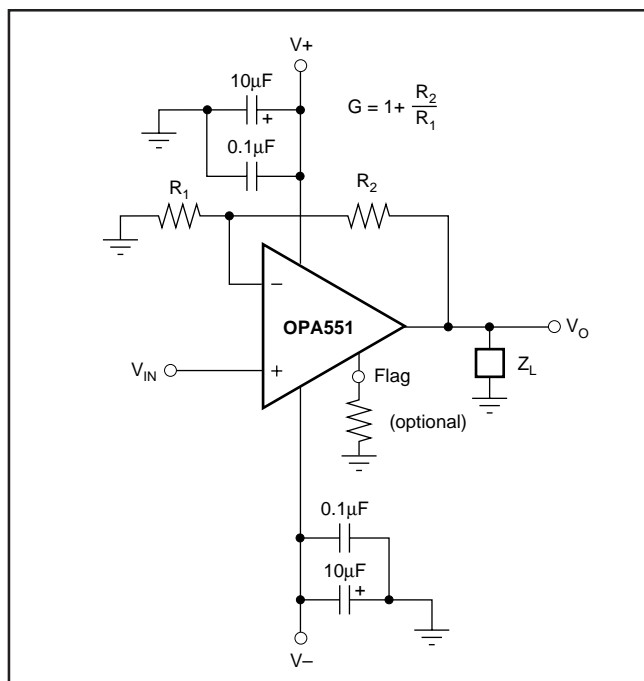 V+
10µF
+
G = 1+ R2/R1
0.1µF
R1
R2
–
OPA551
VO
VIN
+
Flag
ZL
(optional)
0.1µF
10µF
+
V–